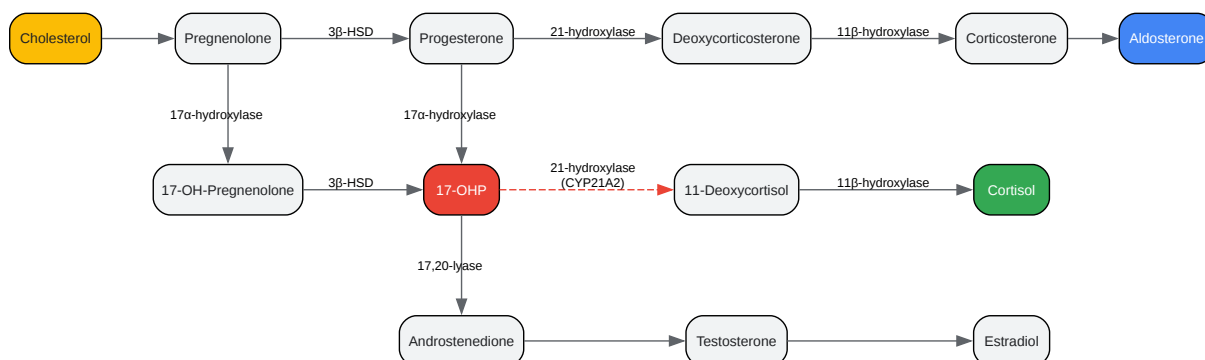 Cholesterol
Pregnenolone
3β-HSD
Progesterone
21-hydroxylase
Deoxycorticosterone
11β-hydroxylase
Corticosterone
Aldosterone
17α-hydroxylase
17α-hydroxylase
17-OH-Pregnenolone
3β-HSD
17-OHP
21-hydroxylase
(CYP21A2)
11-Deoxycortisol
11β-hydroxylase
Cortisol
17,20-lyase
Androstenedione
Testosterone
Estradiol